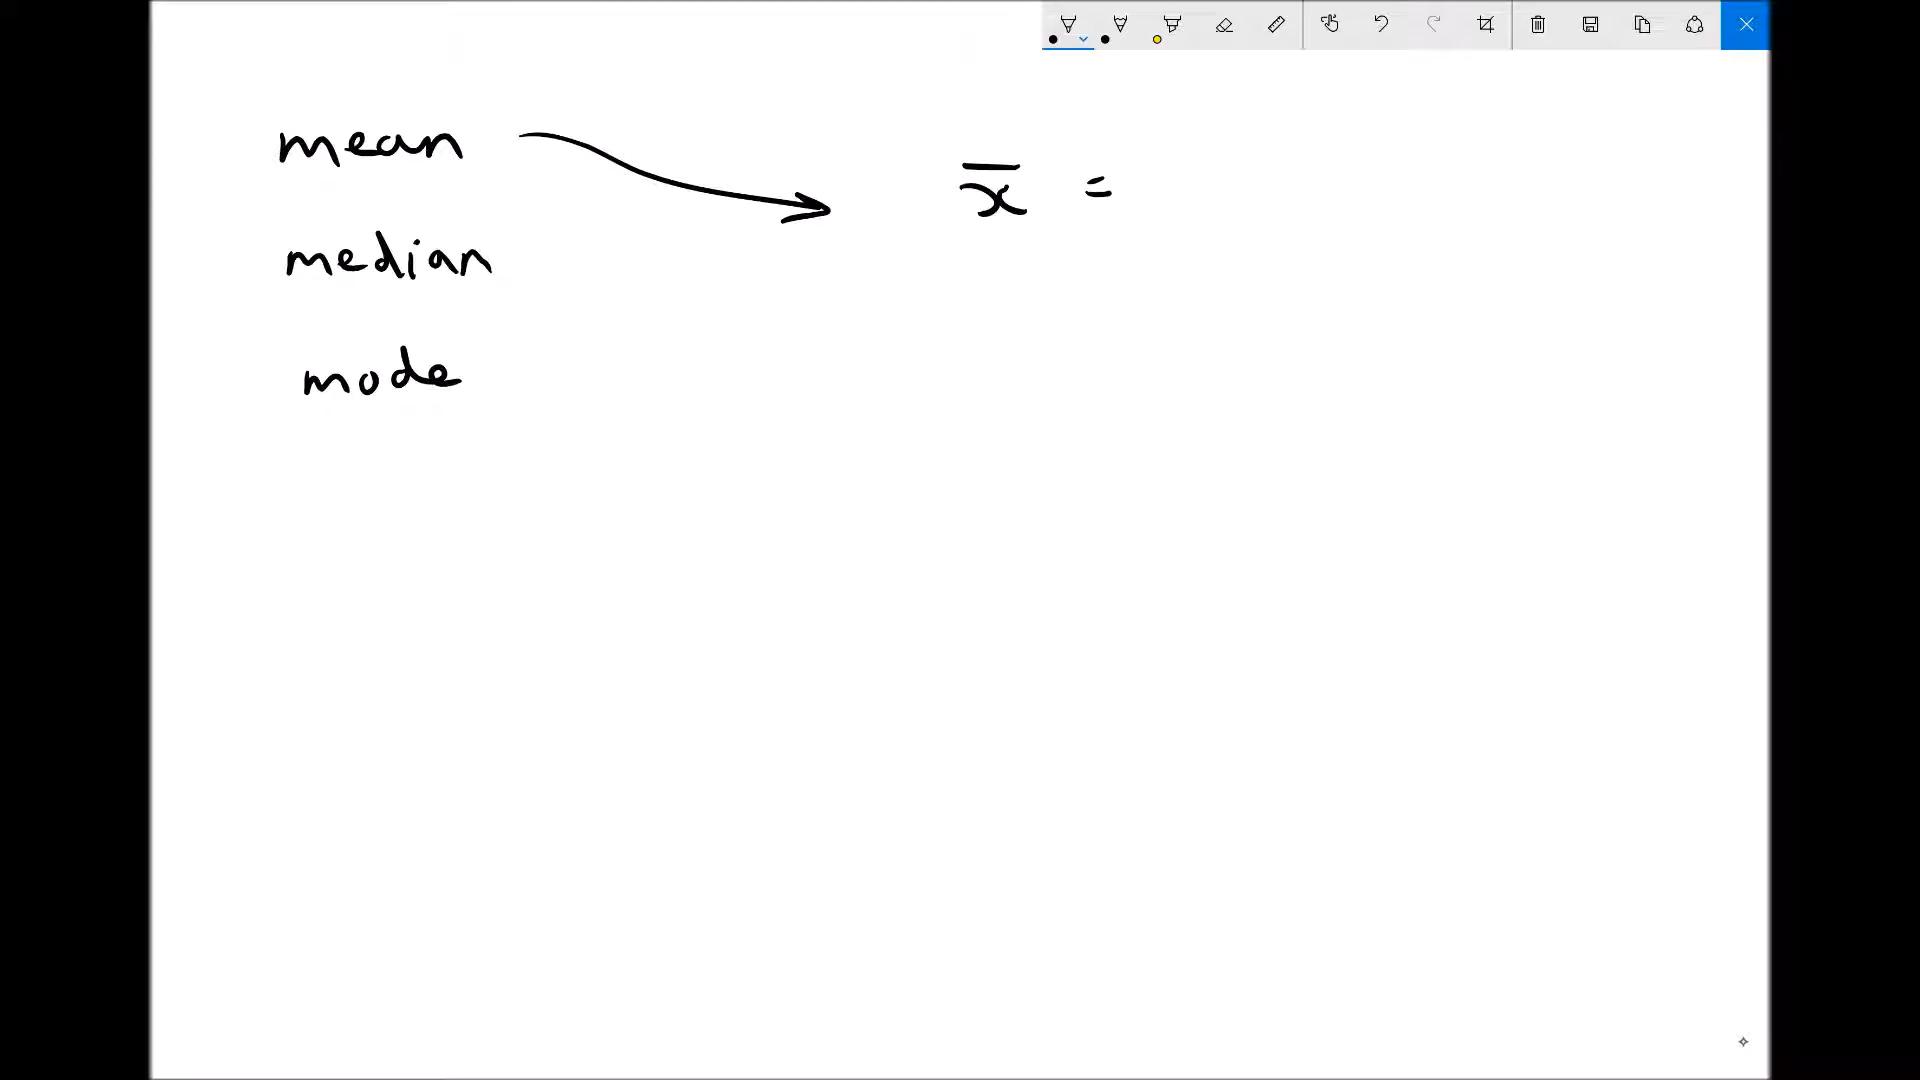 mean
x̄ =
median
mode